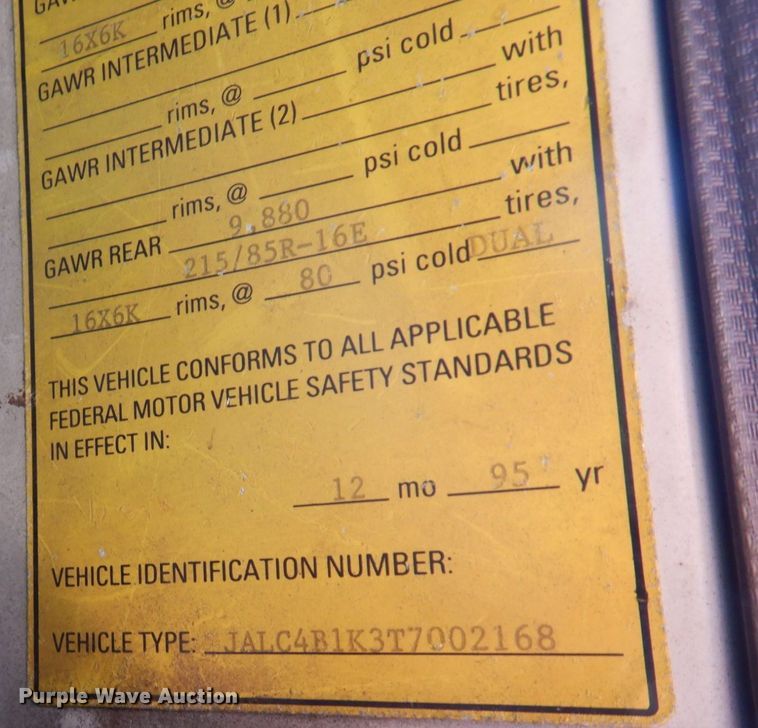 16X6K rims, @
GAWR INTERMEDIATE (1)
psi cold
with
rims, @
tires,
GAWR INTERMEDIATE (2)
psi cold
with
rims, @
tires,
GAWR REAR 9,880
215/85R-16E
16X6K rims, @ 80 psi cold DUAL
THIS VEHICLE CONFORMS TO ALL APPLICABLE
FEDERAL MOTOR VEHICLE SAFETY STANDARDS
IN EFFECT IN:
12 mo 95 yr
VEHICLE IDENTIFICATION NUMBER:
VEHICLE TYPE: JALC4B1K3T7002168
Purple Wave Auction